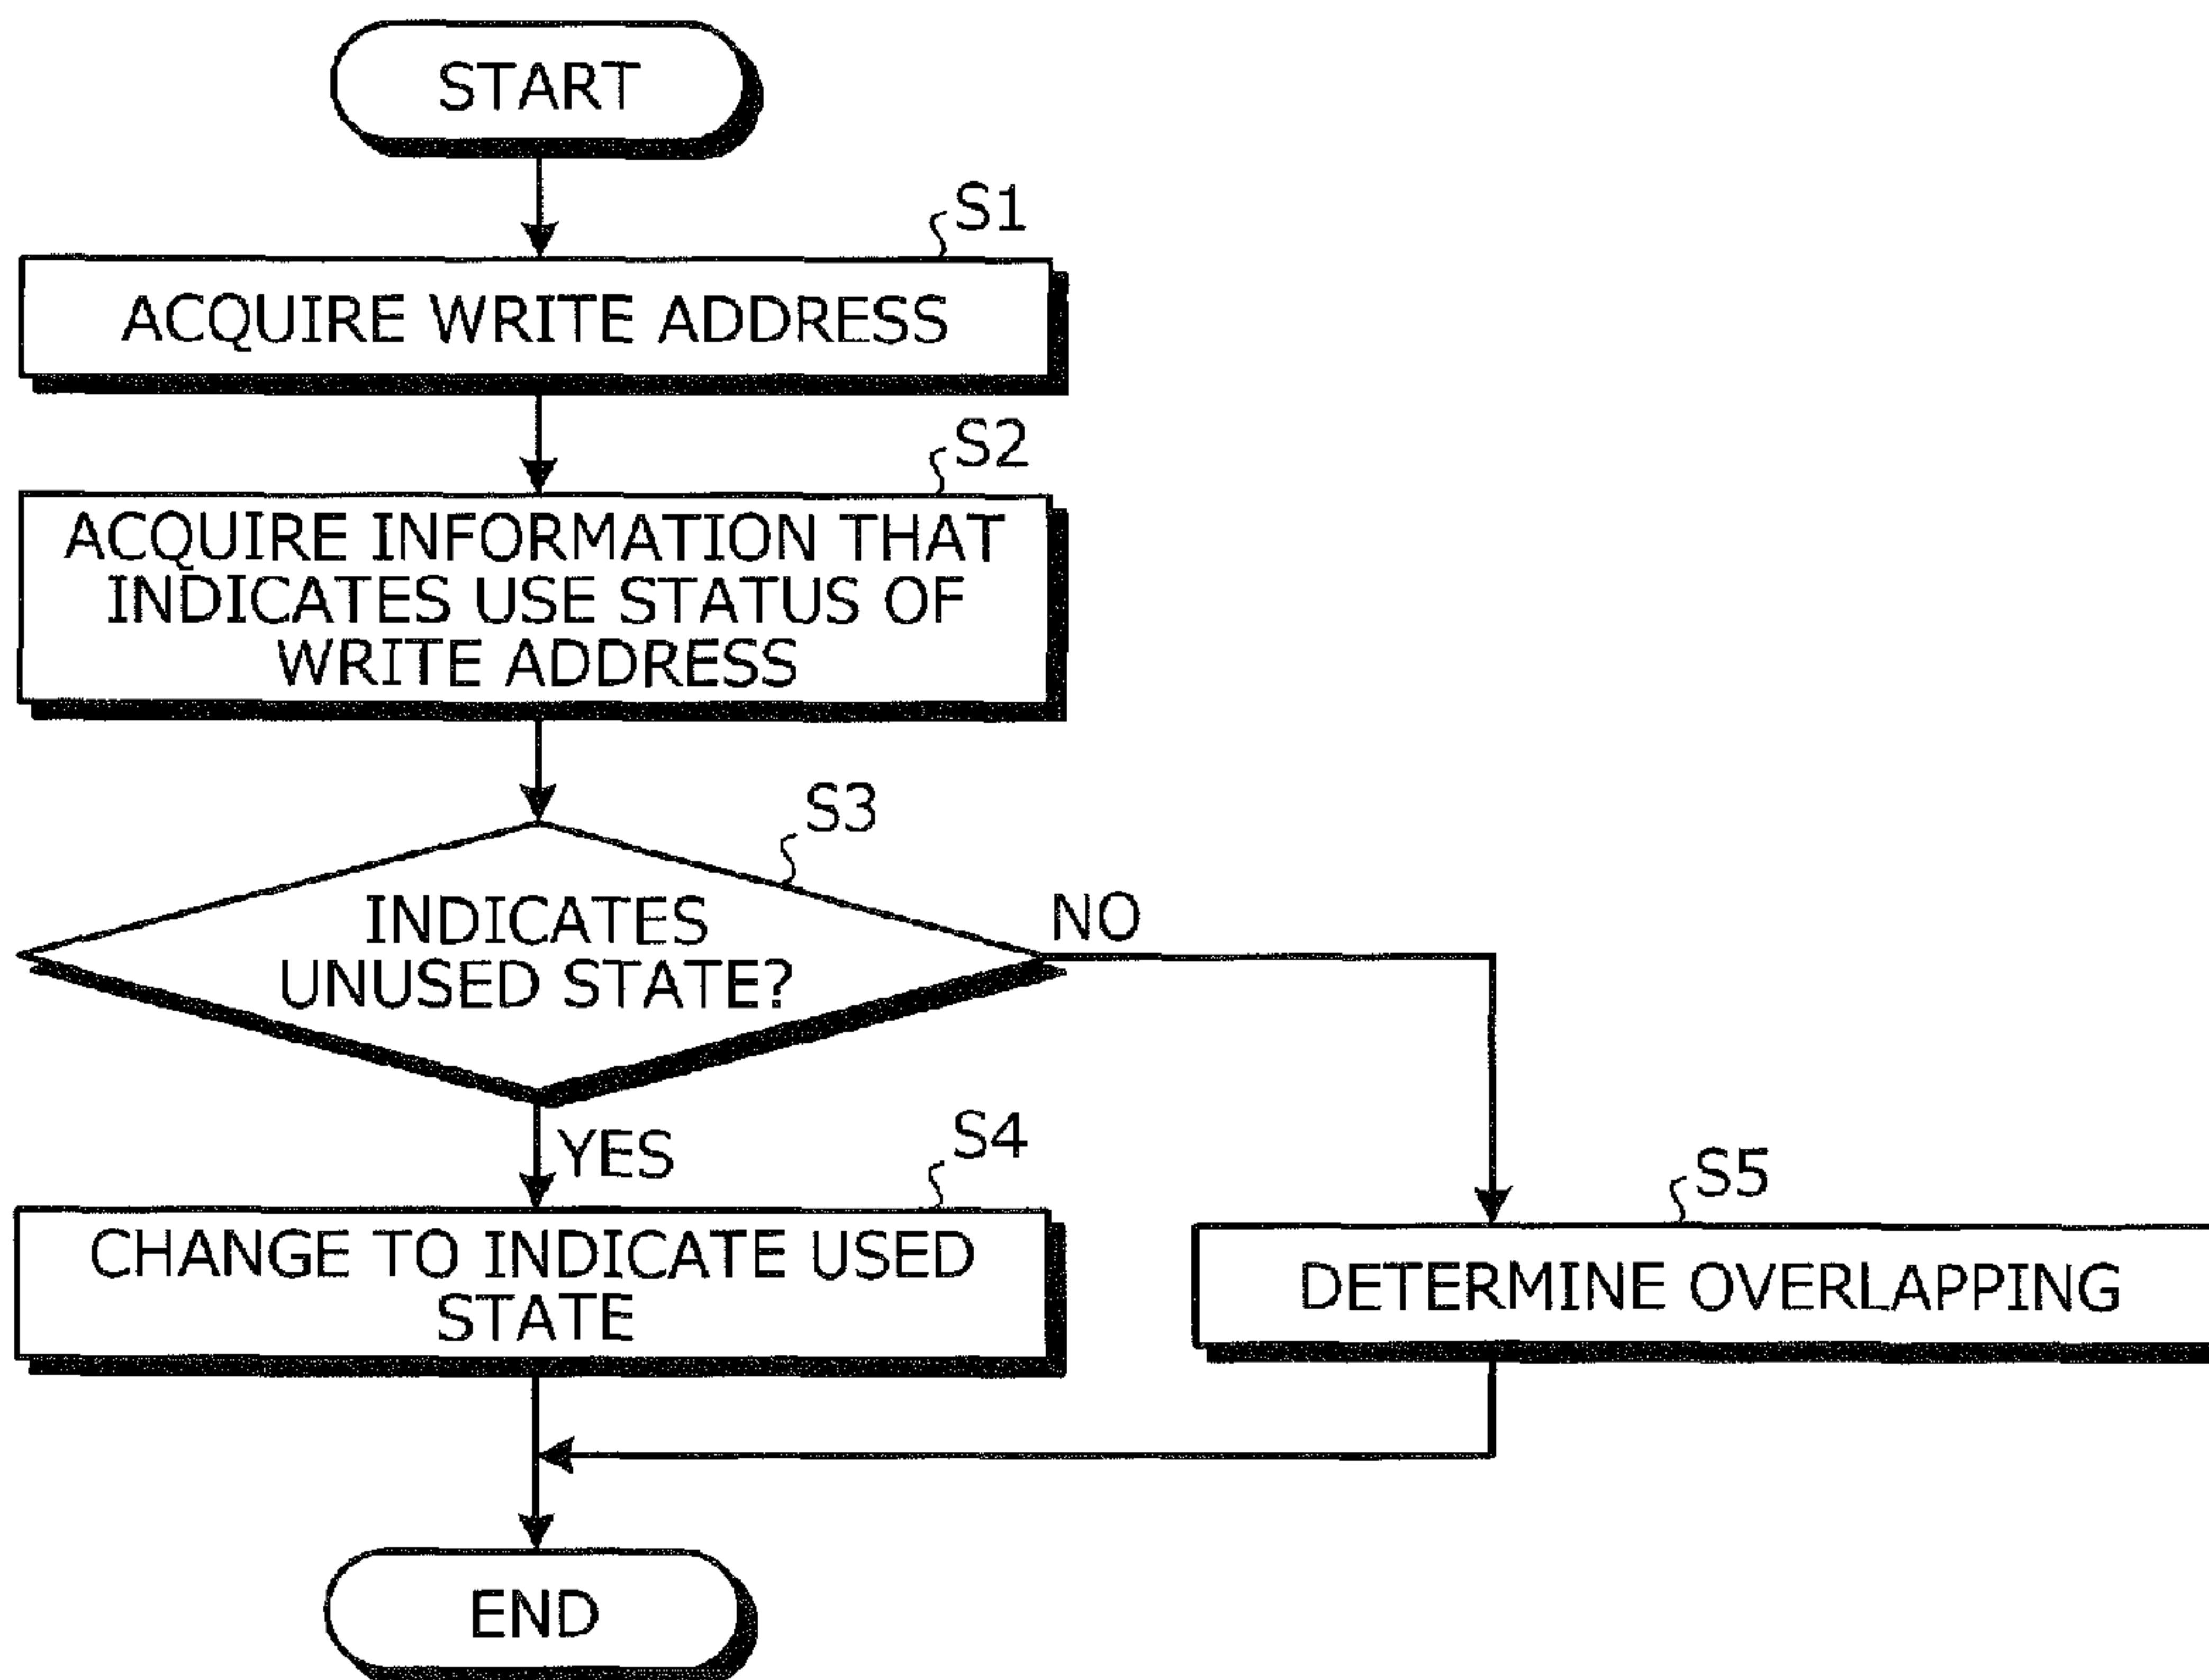 START
S1
ACQUIRE WRITE ADDRESS
S2
ACQUIRE INFORMATION THAT
INDICATES USE STATUS OF
WRITE ADDRESS
S3
INDICATES
UNUSED STATE?
NO
YES
S4
CHANGE TO INDICATE USED
STATE
S5
DETERMINE OVERLAPPING
END